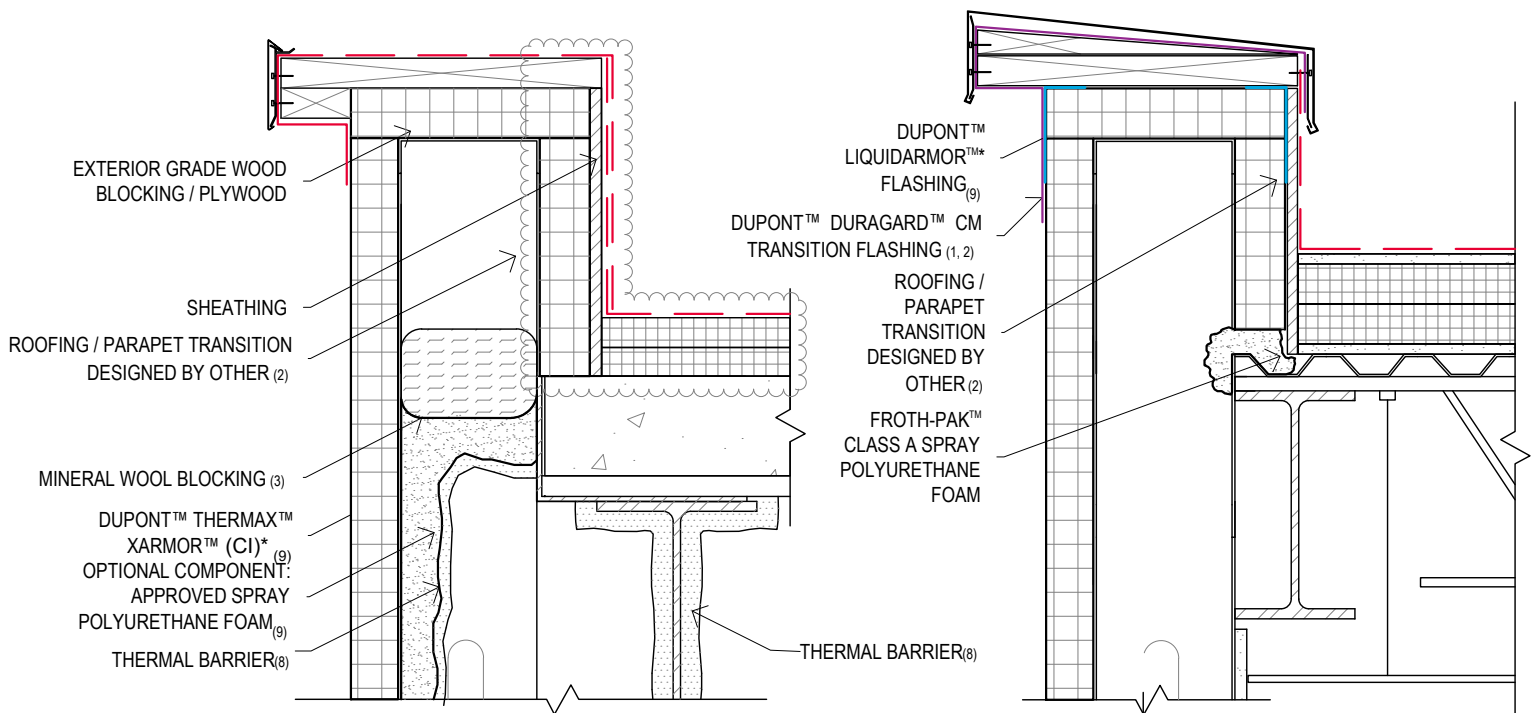 EXTERIOR GRADE WOOD
BLOCKING / PLYWOOD
SHEATHING
ROOFING / PARAPET TRANSITION
DESIGNED BY OTHER (2)
MINERAL WOOL BLOCKING (3)
DUPONT™ THERMAX™
XARMOR™ (CI)* (9)
OPTIONAL COMPONENT:
APPROVED SPRAY
POLYURETHANE FOAM (9)
THERMAL BARRIER (8)
THERMAL BARRIER (8)
DUPONT™
LIQUIDARMOR™*
FLASHING (9)
DUPONT™ DURAGARD™ CM
TRANSITION FLASHING (1, 2)
ROOFING /
PARAPET
TRANSITION
DESIGNED BY
OTHER (2)
FROTH-PAK™
CLASS A SPRAY
POLYURETHANE
FOAM